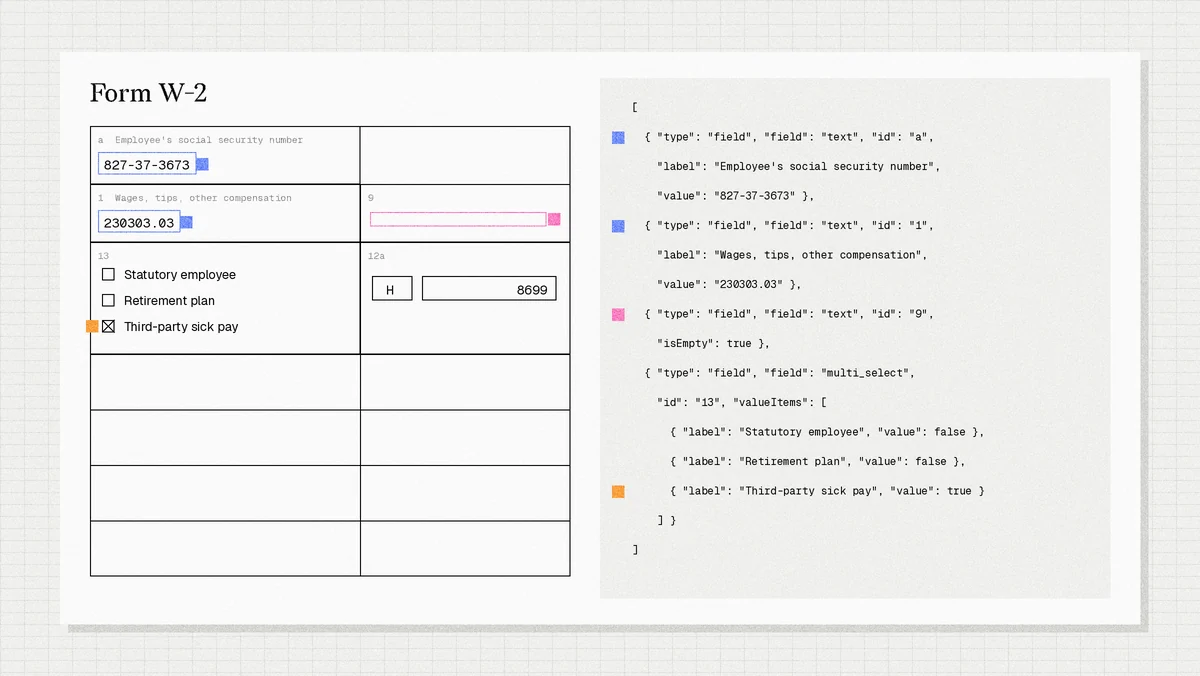 Form W-2
a Employee's social security number
827-37-3673
1 Wages, tips, other compensation
230303.03
9
13
Statutory employee
Retirement plan
Third-party sick pay
12a
H 8699
[
{ "type": "field", "field": "text", "id": "a",
"label": "Employee's social security number",
"value": "827-37-3673" },
{ "type": "field", "field": "text", "id": "1",
"label": "Wages, tips, other compensation",
"value": "230303.03" },
{ "type": "field", "field": "text", "id": "9",
"isEmpty": true },
{ "type": "field", "field": "multi_select",
"id": "13", "valueItems": [
{ "label": "Statutory employee", "value": false },
{ "label": "Retirement plan", "value": false },
{ "label": "Third-party sick pay", "value": true }
] }
]